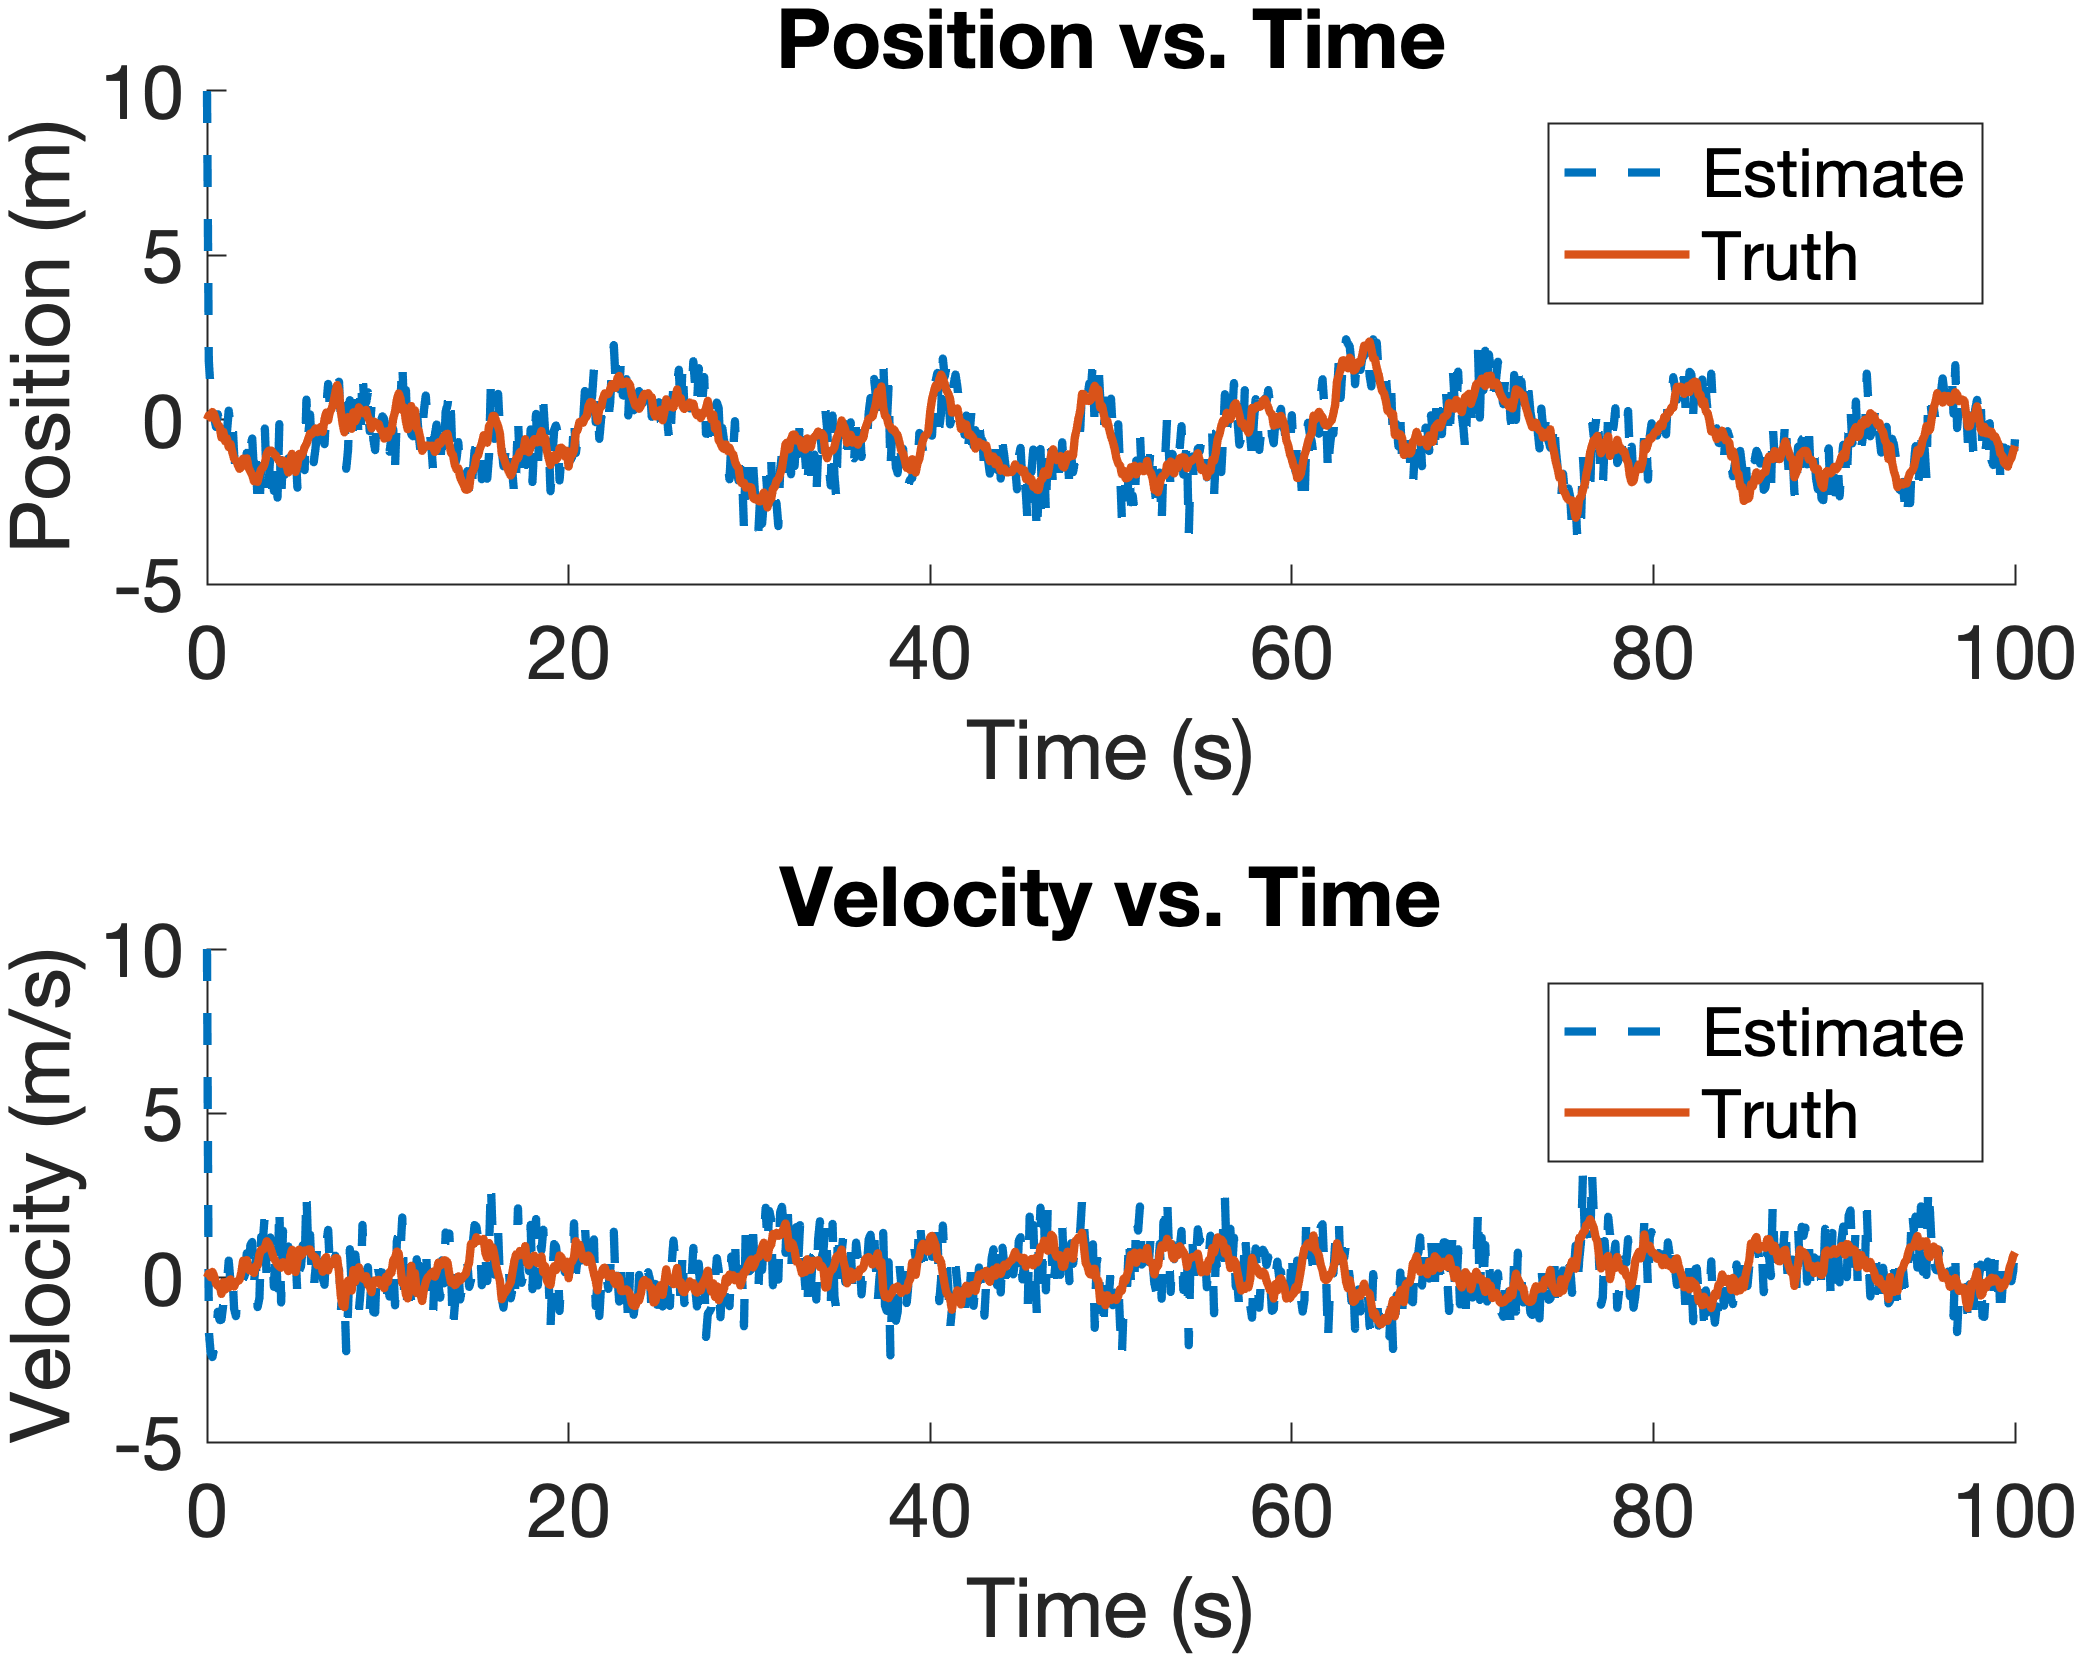 Position vs. Time
10
5
0
-5
Position (m)
Estimate
Truth
0 20 40 60 80 100
Time (s)
Velocity vs. Time
10
5
0
-5
Velocity (m/s)
Estimate
Truth
0 20 40 60 80 100
Time (s)